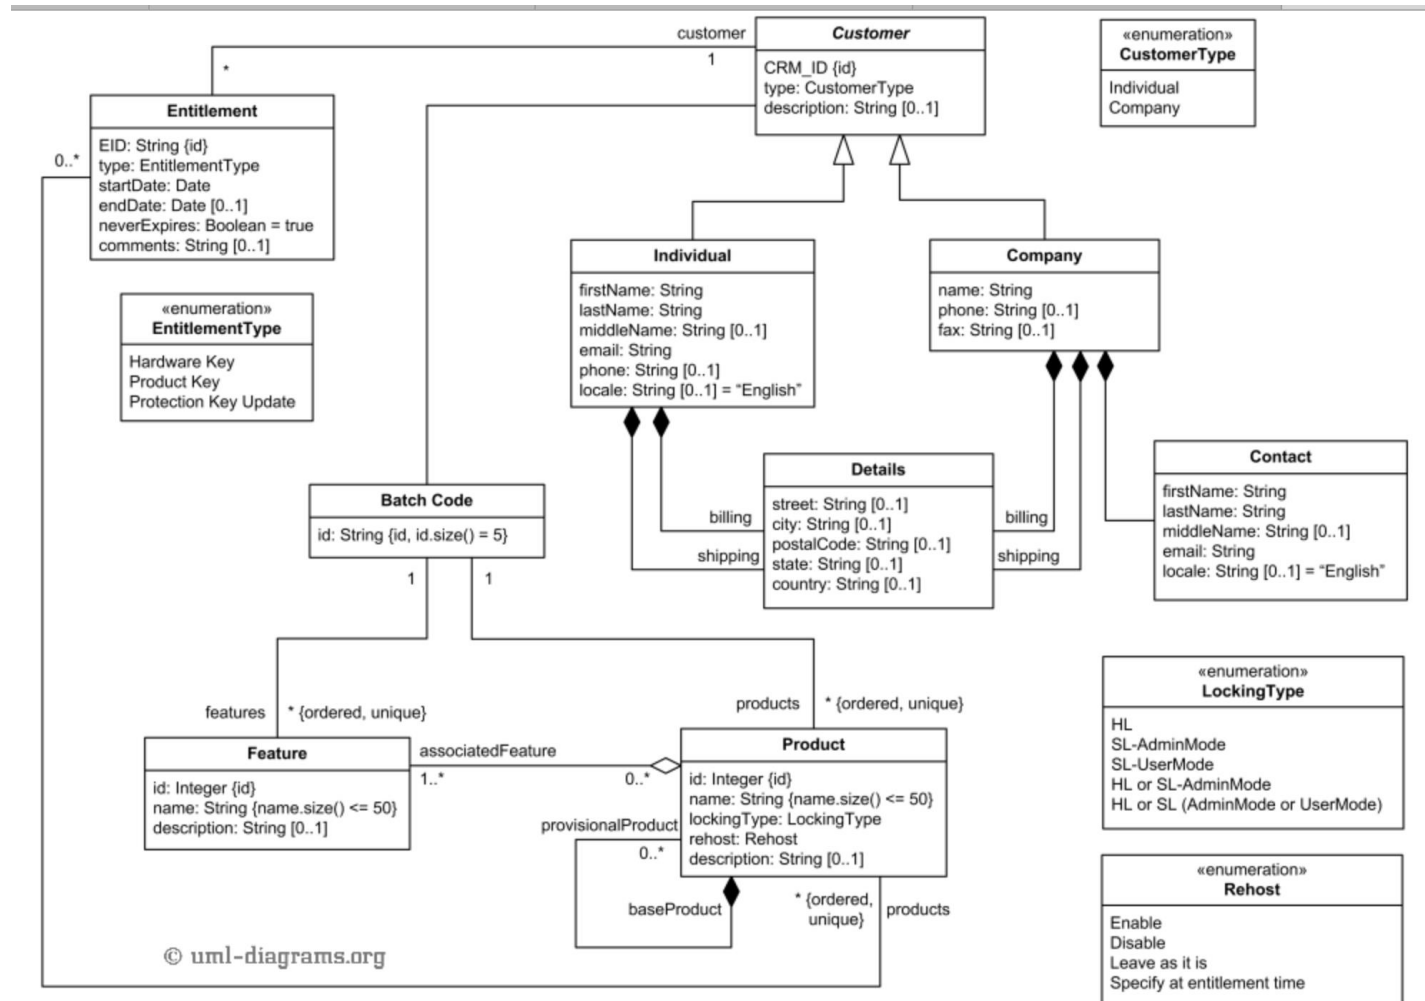 customer
1
*
Customer
CRM_ID {id}
type: CustomerType
description: String [0..1]
«enumeration»
CustomerType
Individual
Company
Entitlement
EID: String {id}
type: EntitlementType
startDate: Date
endDate: Date [0..1]
neverExpires: Boolean = true
comments: String [0..1]
0..*
«enumeration»
EntitlementType
Hardware Key
Product Key
Protection Key Update
Individual
firstName: String
lastName: String
middleName: String [0..1]
email: String
phone: String [0..1]
locale: String [0..1] = “English”
Company
name: String
phone: String [0..1]
fax: String [0..1]
Details
street: String [0..1]
city: String [0..1]
postalCode: String [0..1]
state: String [0..1]
country: String [0..1]
billing
shipping
billing
shipping
Contact
firstName: String
lastName: String
middleName: String [0..1]
email: String
locale: String [0..1] = “English”
Batch Code
id: String {id, id.size() = 5}
1
1
features
* {ordered, unique}
products
* {ordered, unique}
Feature
id: Integer {id}
name: String {name.size() <= 50}
description: String [0..1]
associatedFeature
1..*
0..*
Product
id: Integer {id}
name: String {name.size() <= 50}
lockingType: LockingType
rehost: Rehost
description: String [0..1]
provisionalProduct
0..*
baseProduct
* {ordered,
unique}
products
«enumeration»
LockingType
HL
SL-AdminMode
SL-UserMode
HL or SL-AdminMode
HL or SL (AdminMode or UserMode)
«enumeration»
Rehost
Enable
Disable
Leave as it is
Specify at entitlement time
© uml-diagrams.org